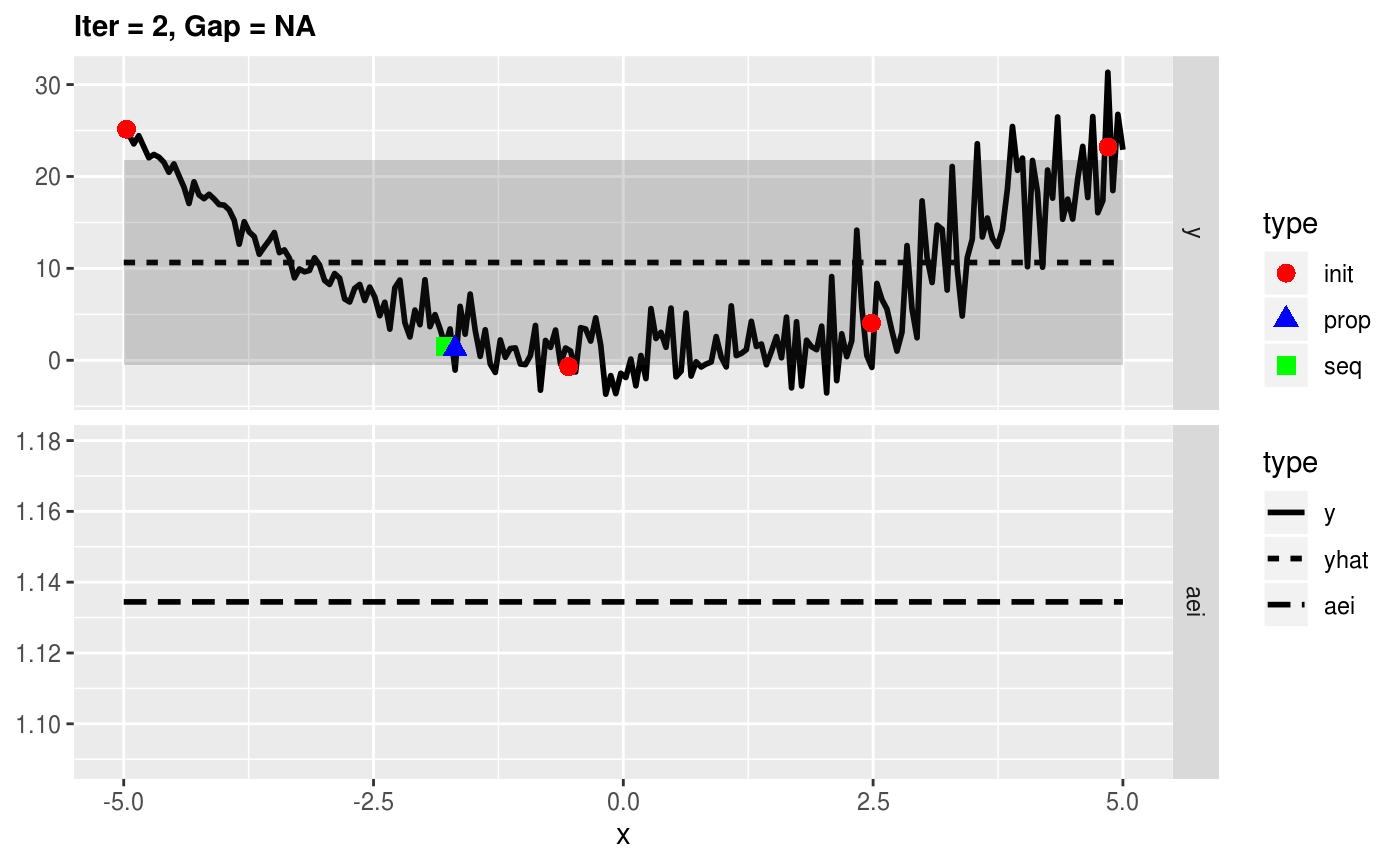 Iter = 2, Gap = NA
30
20
10
0
y
1.18
1.16
1.14
1.12
1.10
aei
-5.0
-2.5
0.0
2.5
5.0
x
type
init
prop
seq
type
y
yhat
aei